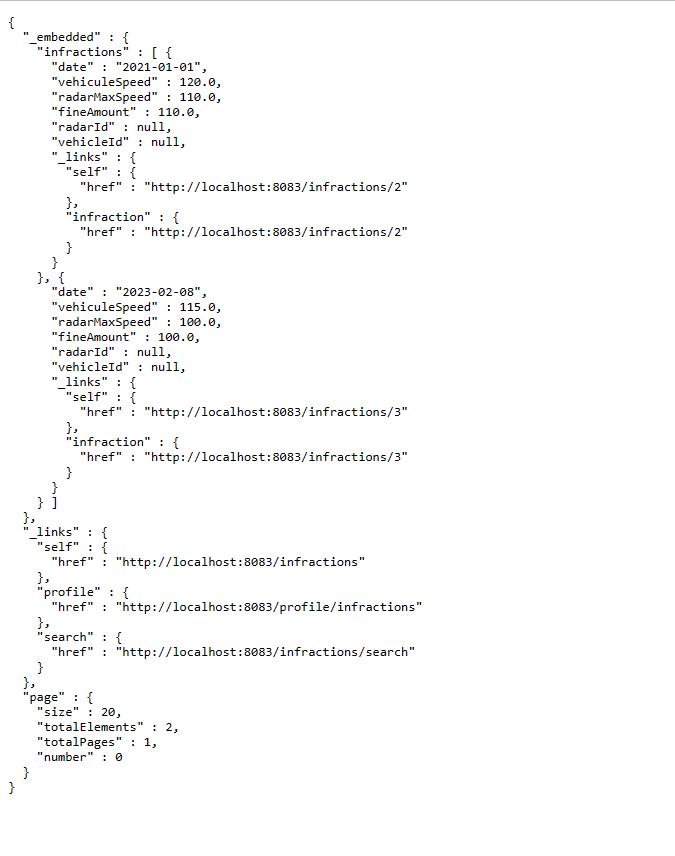 {
  "_embedded" : {
    "infractions" : [ {
      "date" : "2021-01-01",
      "vehiculeSpeed" : 120.0,
      "radarMaxSpeed" : 110.0,
      "fineAmount" : 110.0,
      "radarId" : null,
      "vehicleId" : null,
      "_links" : {
        "self" : {
          "href" : "http://localhost:8083/infractions/2"
        },
        "infraction" : {
          "href" : "http://localhost:8083/infractions/2"
        }
      }
    }, {
      "date" : "2023-02-08",
      "vehiculeSpeed" : 115.0,
      "radarMaxSpeed" : 100.0,
      "fineAmount" : 100.0,
      "radarId" : null,
      "vehicleId" : null,
      "_links" : {
        "self" : {
          "href" : "http://localhost:8083/infractions/3"
        },
        "infraction" : {
          "href" : "http://localhost:8083/infractions/3"
        }
      }
    } ]
  },
  "_links" : {
    "self" : {
      "href" : "http://localhost:8083/infractions"
    },
    "profile" : {
      "href" : "http://localhost:8083/profile/infractions"
    },
    "search" : {
      "href" : "http://localhost:8083/infractions/search"
    }
  },
  "page" : {
    "size" : 20,
    "totalElements" : 2,
    "totalPages" : 1,
    "number" : 0
  }
}